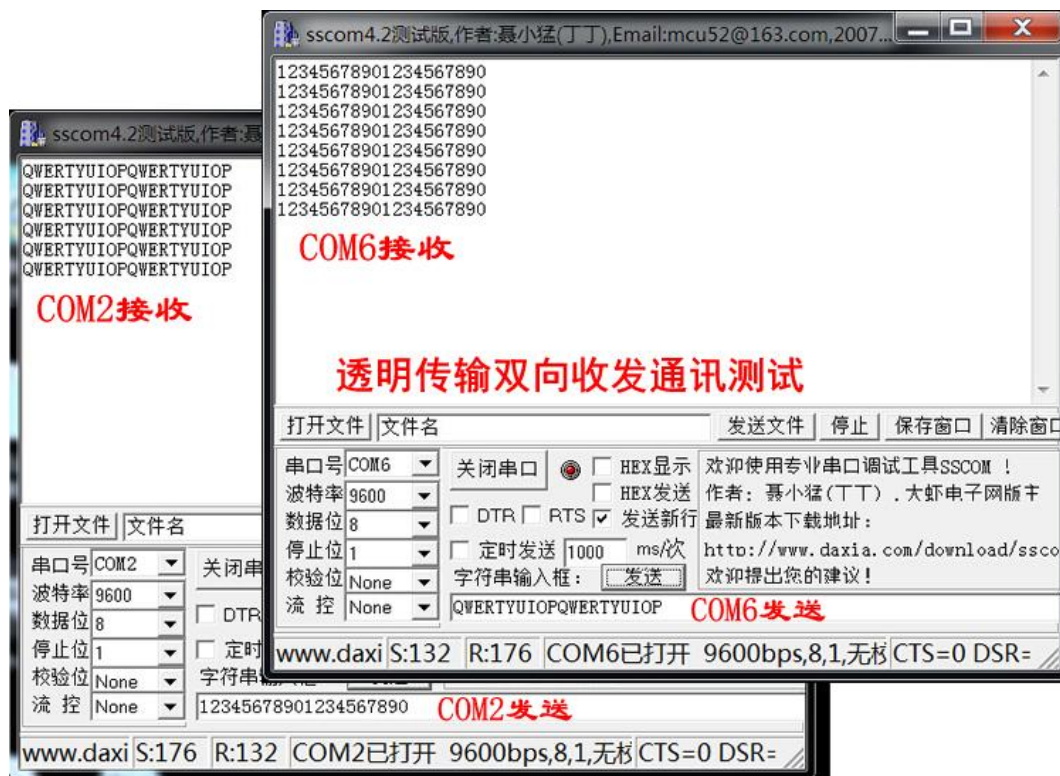 sscom4.2测试版,作者:聂小猛(丁丁),Email:mcu52@163.com,2007...
12345678901234567890
12345678901234567890
12345678901234567890
12345678901234567890
12345678901234567890
12345678901234567890
12345678901234567890
12345678901234567890
COM6接收
透明传输双向收发通讯测试
打开文件 文件名 发送文件 停止 保存窗口 清除窗口
串口号 COM6 关闭串口 HEX显示 欢迎使用专业串口调试工具SSCOM !
波特率 9600 HEX发送 作者: 聂小猛(丁丁) ,大虾电子网版主
数据位 8 DTR RTS 发送新行 最新版本下载地址:
停止位 1 定时发送 1000 ms/次 http://www.daxia.com/download/ssco
校验位 None 字符串输入框: 发送 欢迎提出您的建议!
流 控 None QWERTYUIOPQWERTYUIOP COM6发送
www.daxi S:132 R:176 COM6已打开 9600bps,8,1,无校 CTS=0 DSR=
sscom4.2测试版,作者:聂
QWERTYUIOPQWERTYUIOP
QWERTYUIOPQWERTYUIOP
QWERTYUIOPQWERTYUIOP
QWERTYUIOPQWERTYUIOP
QWERTYUIOPQWERTYUIOP
QWERTYUIOPQWERTYUIOP
COM2接收
打开文件 文件名
串口号 COM2 关闭串
波特率 9600
数据位 8 DTR
停止位 1 定时
校验位 None 字符串
流 控 None 12345678901234567890 COM2发送
www.daxi S:176 R:132 COM2已打开 9600bps,8,1,无校 CTS=0 DSR=